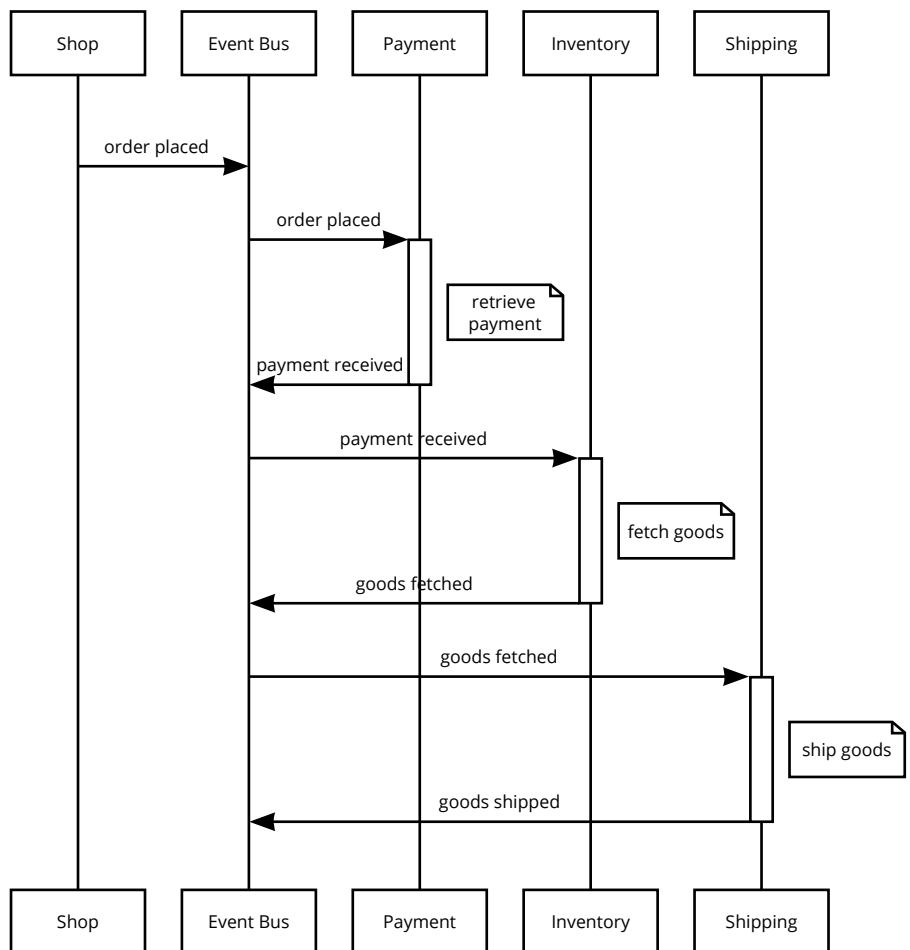 Shop
Event Bus
Payment
Inventory
Shipping
order placed
order placed
retrieve
payment
payment received
payment received
fetch goods
goods fetched
goods fetched
ship goods
goods shipped
Shop
Event Bus
Payment
Inventory
Shipping